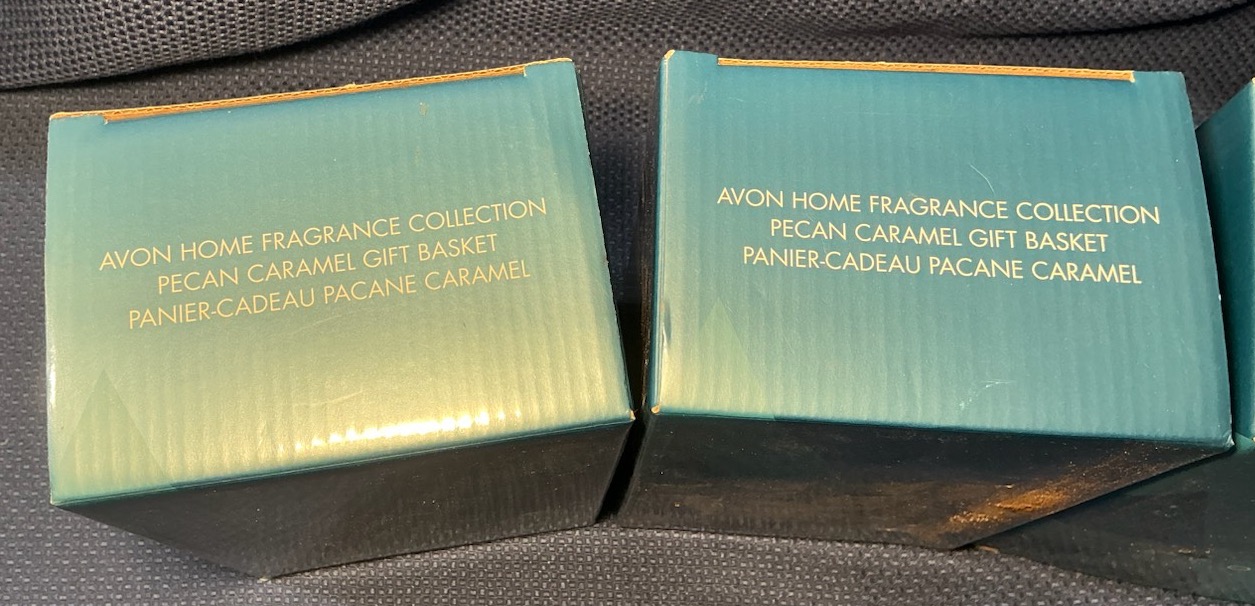 AVON HOME FRAGRANCE COLLECTION
PECAN CARAMEL GIFT BASKET
PANIER-CADEAU PACANE CARAMEL
AVON HOME FRAGRANCE COLLECTION
PECAN CARAMEL GIFT BASKET
PANIER-CADEAU PACANE CARAMEL